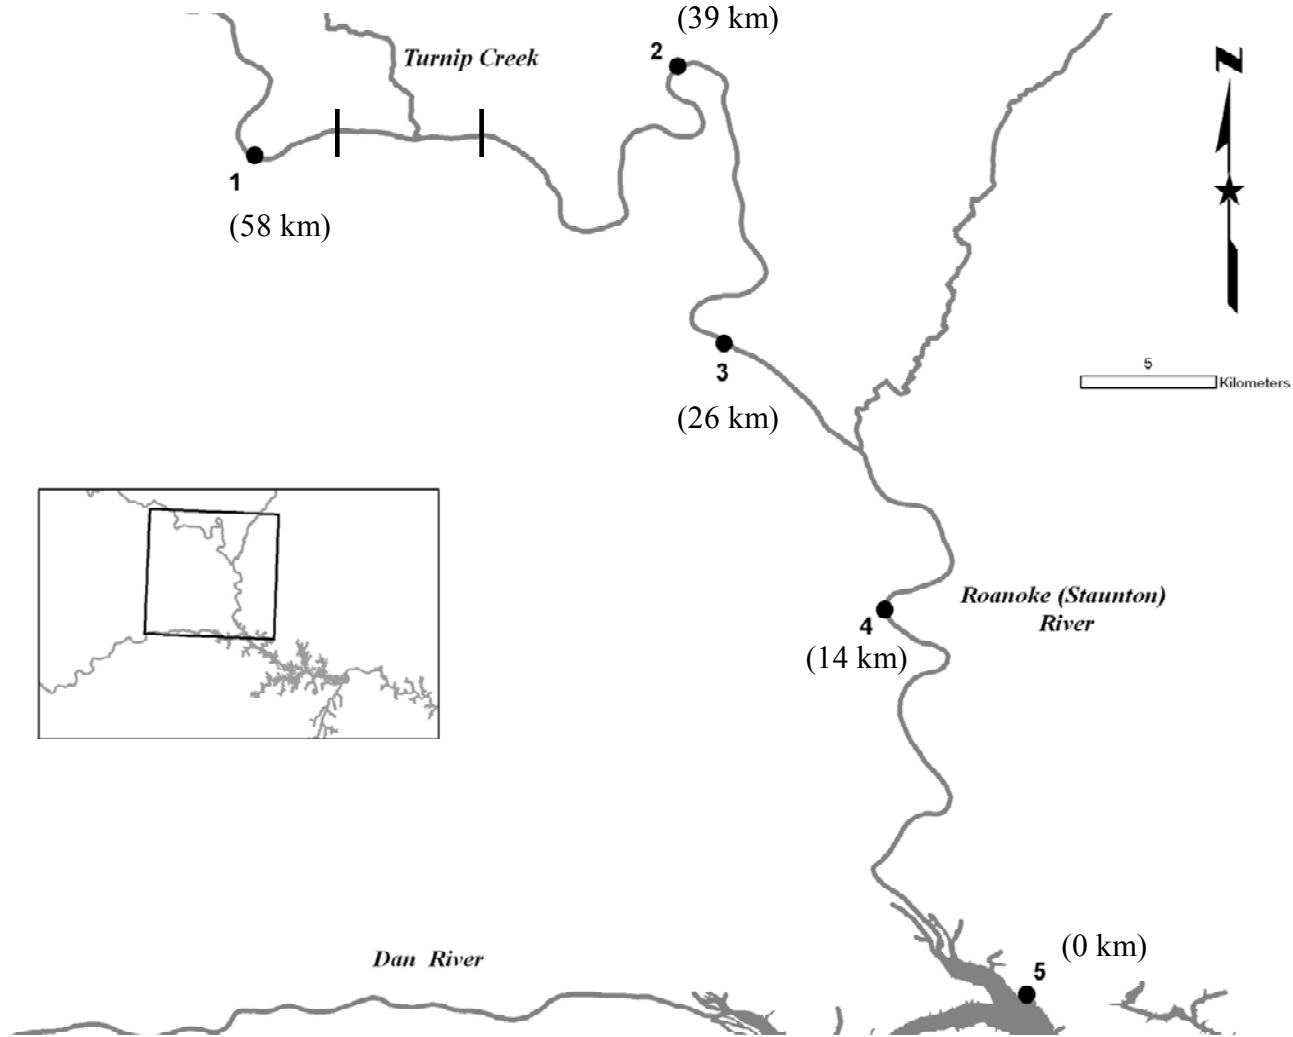 (39 km)
2
Turnip Creek
N
1
(58 km)
3
(26 km)
5
Kilometers
Roanoke (Staunton)
River
4
(14 km)
(0 km)
5
Dan River